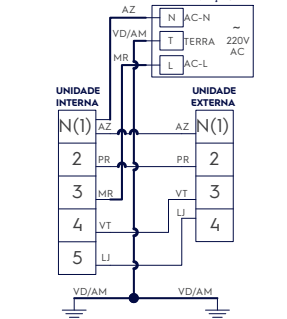 AZ
N AC-N
VD/AM
T TERRA
~
220V
AC
MR
L AC-L
UNIDADE
INTERNA
UNIDADE
EXTERNA
N(1) AZ AZ N(1)
2 PR PR 2
3 MR VT 3
LJ
4 VT 4
5 LJ
VD/AM VD/AM